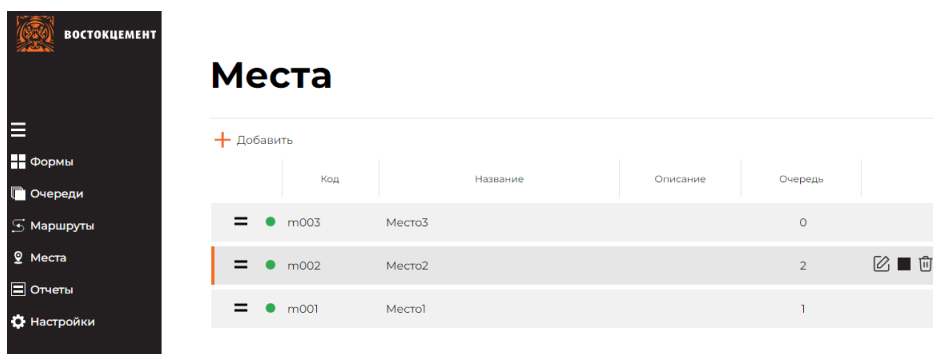 ВОСТОКЦЕМЕНТ
Формы
Очереди
Маршруты
Места
Отчеты
Настройки
Места
Добавить
Код Название Описание Очередь
m003 Место3 0
m002 Место2 2
m001 Место1 1